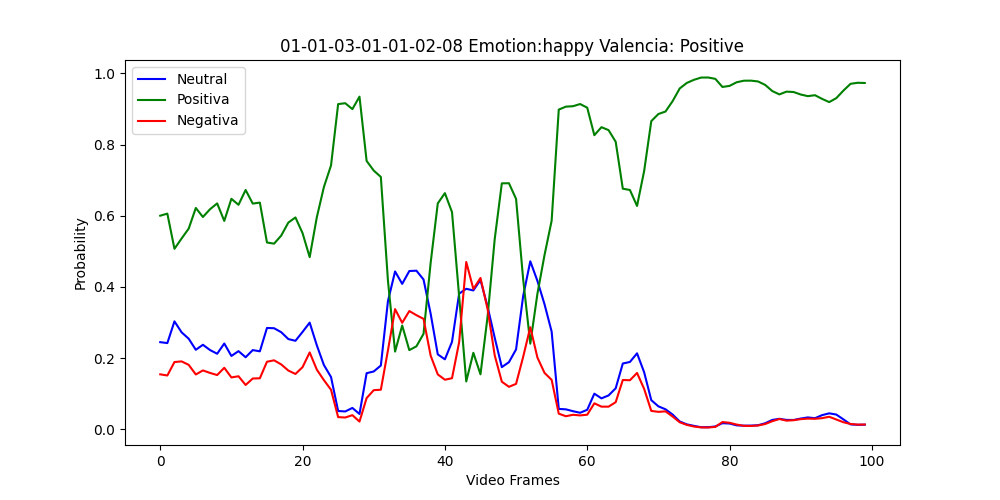 01-01-03-01-01-02-08 Emotion:happy Valencia: Positive
Neutral
Positiva
Negativa
1.0
0.8
0.6
0.4
0.2
0.0
Probability
0 20 40 60 80 100
Video Frames